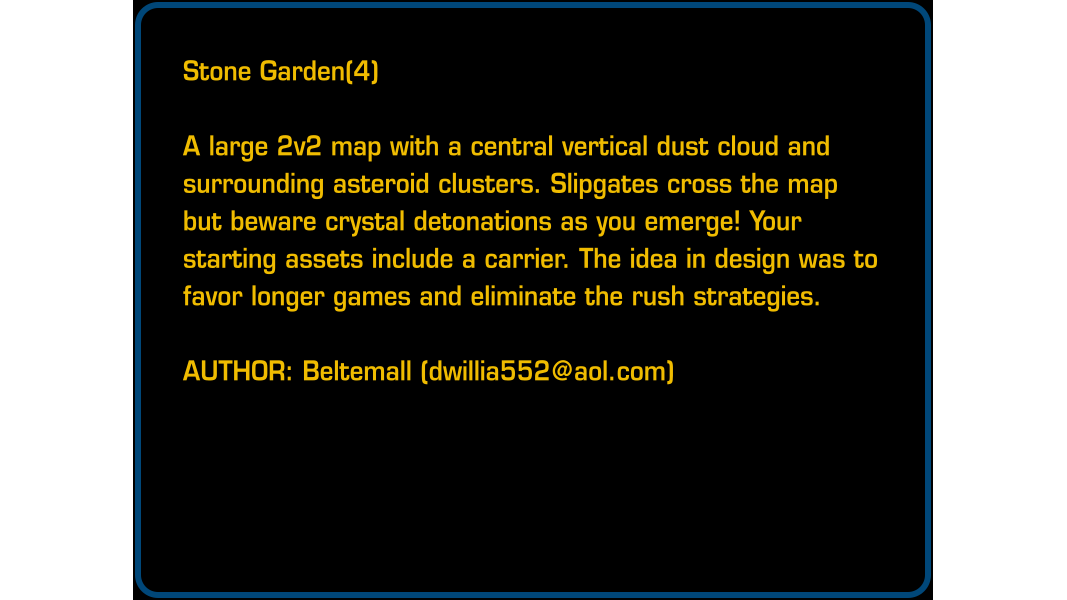 Stone Garden(4)
A large 2v2 map with a central vertical dust cloud and
surrounding asteroid clusters. Slipgates cross the map
but beware crystal detonations as you emerge! Your
starting assets include a carrier. The idea in design was to
favor longer games and eliminate the rush strategies.
AUTHOR: Beltemall (dwillia552@aol.com)